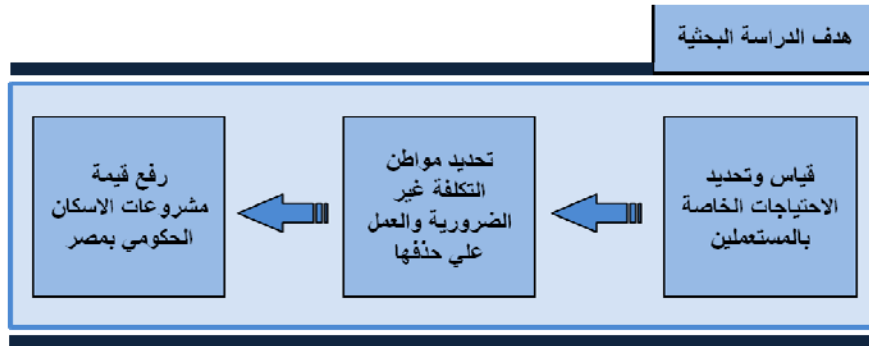 هدف الدراسة البحثية
قياس وتحديد
الاحتياجات الخاصة
بالمستعملين
تحديد مواطن
التكلفة غير
الضرورية والعمل
علي حذفها
رفع قيمة
مشروعات الاسكان
الحكومي بمصر